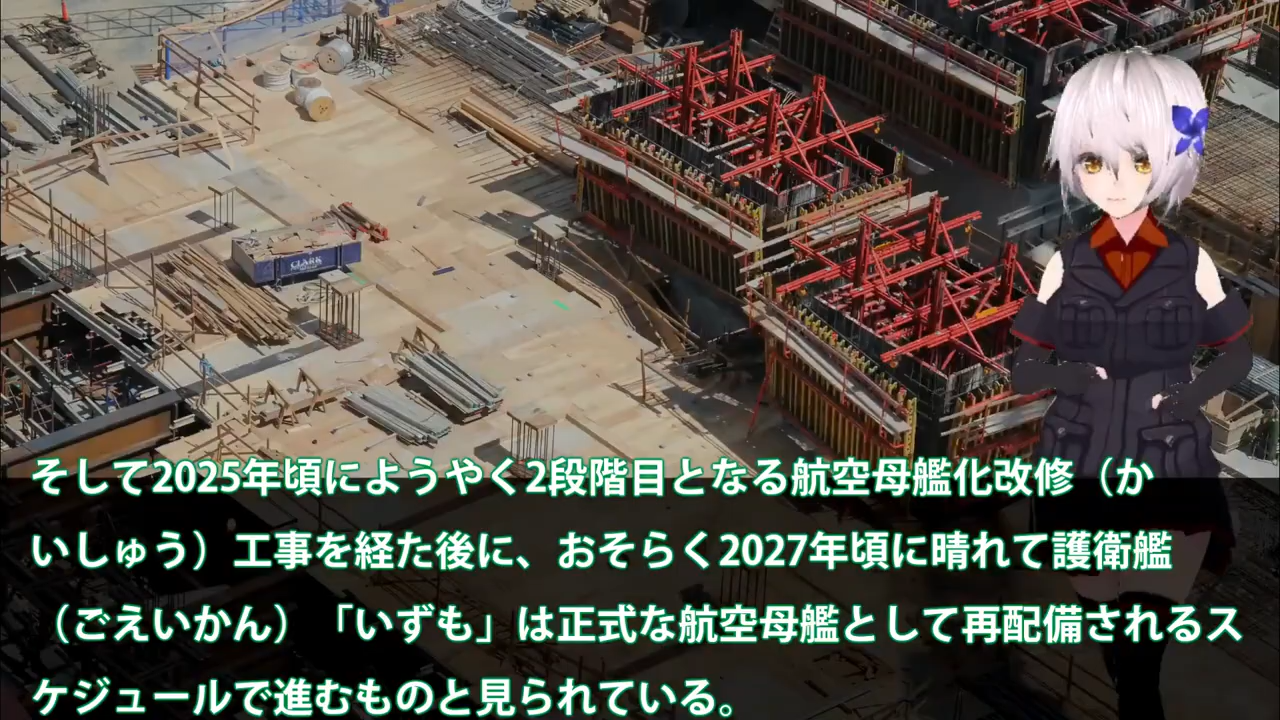 CLARK
そして2025年頃にようやく2段階目となる航空母艦化改修（か
いしゅう）工事を経た後に、おそらく2027年頃に晴れて護衛艦
（ごえいかん）「いずも」は正式な航空母艦として再配備されるス
ケジュールで進むものと見られている。